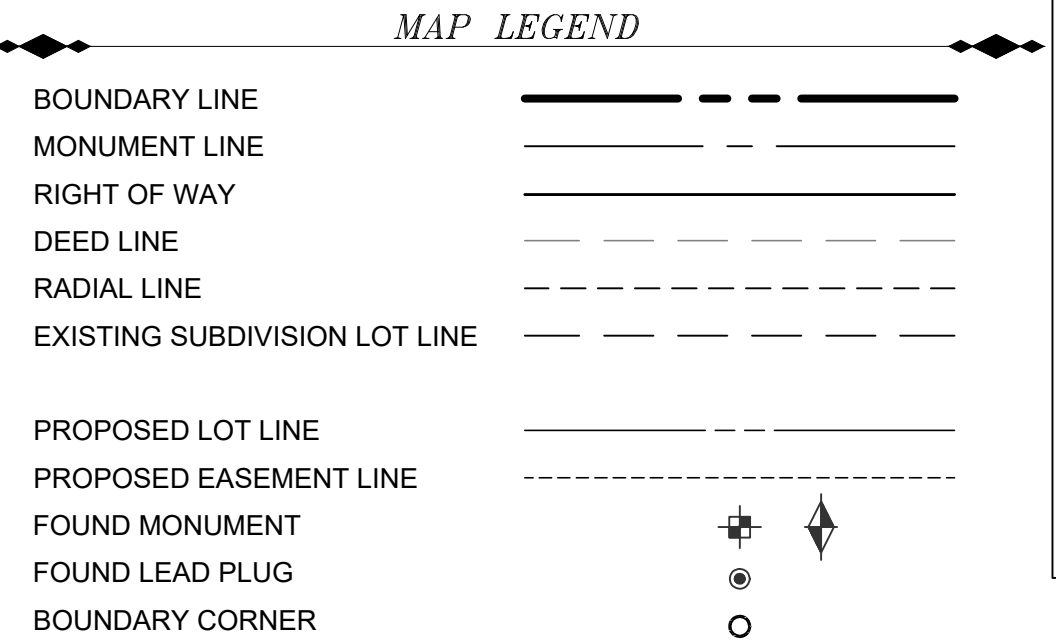 MAP LEGEND
BOUNDARY LINE
MONUMENT LINE
RIGHT OF WAY
DEED LINE
RADIAL LINE
EXISTING SUBDIVISION LOT LINE
PROPOSED LOT LINE
PROPOSED EASEMENT LINE
FOUND MONUMENT
FOUND LEAD PLUG
BOUNDARY CORNER